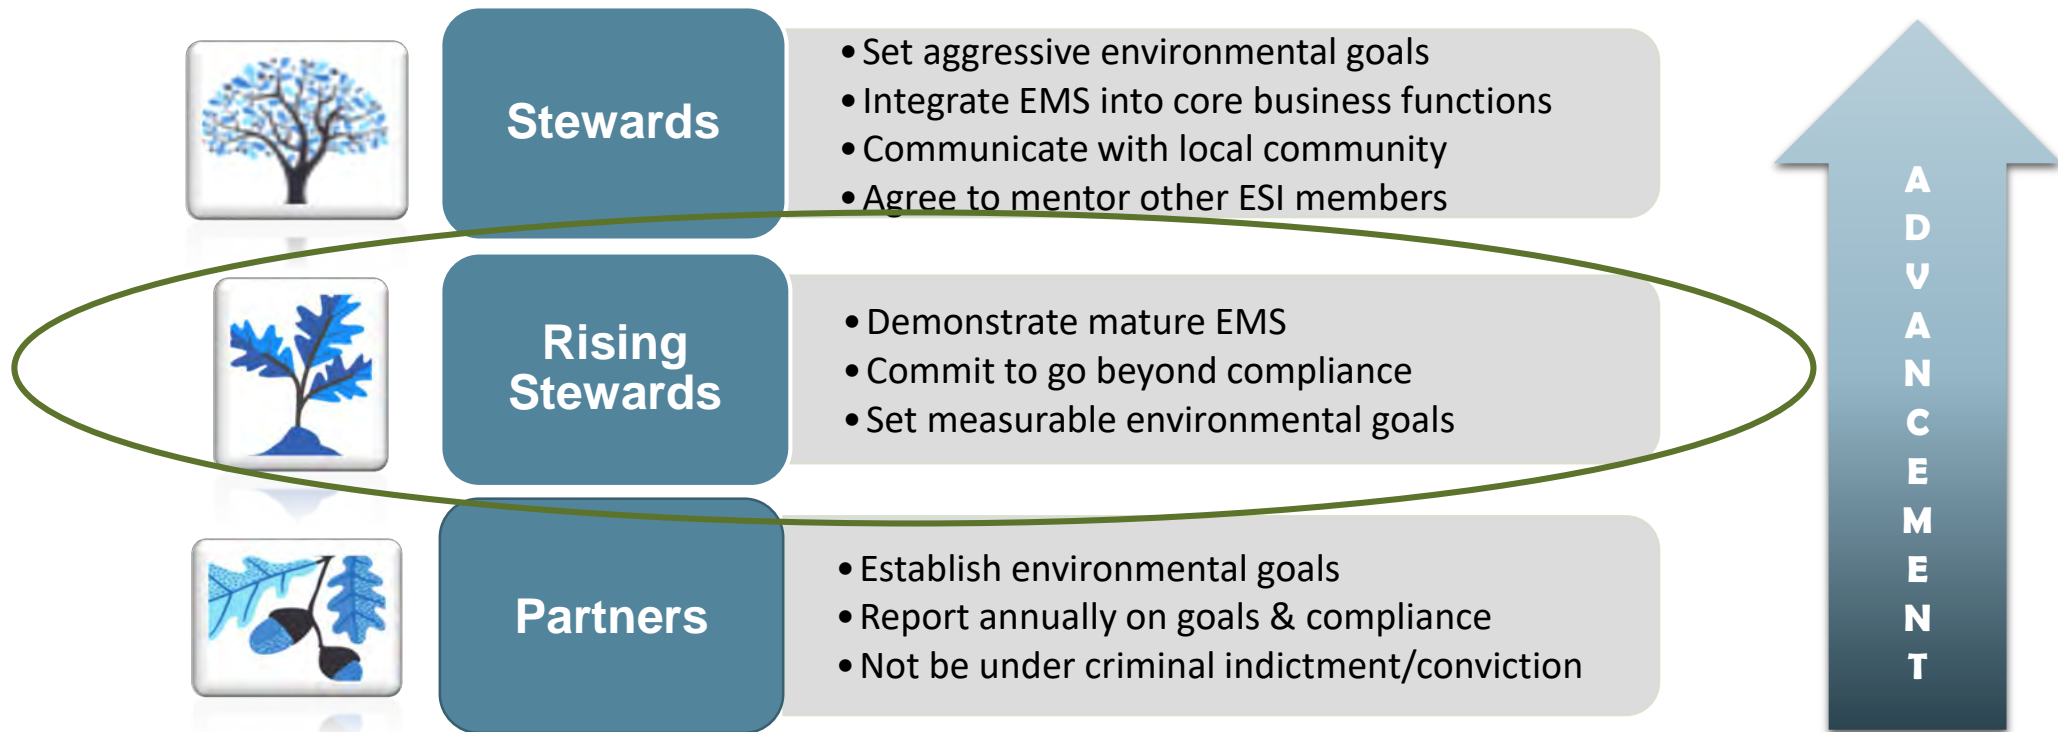 Stewards
• Set aggressive environmental goals
• Integrate EMS into core business functions
• Communicate with local community
• Agree to mentor other ESI members
Rising
Stewards
• Demonstrate mature EMS
• Commit to go beyond compliance
• Set measurable environmental goals
Partners
• Establish environmental goals
• Report annually on goals & compliance
• Not be under criminal indictment/conviction
A
D
V
A
N
C
E
M
E
N
T